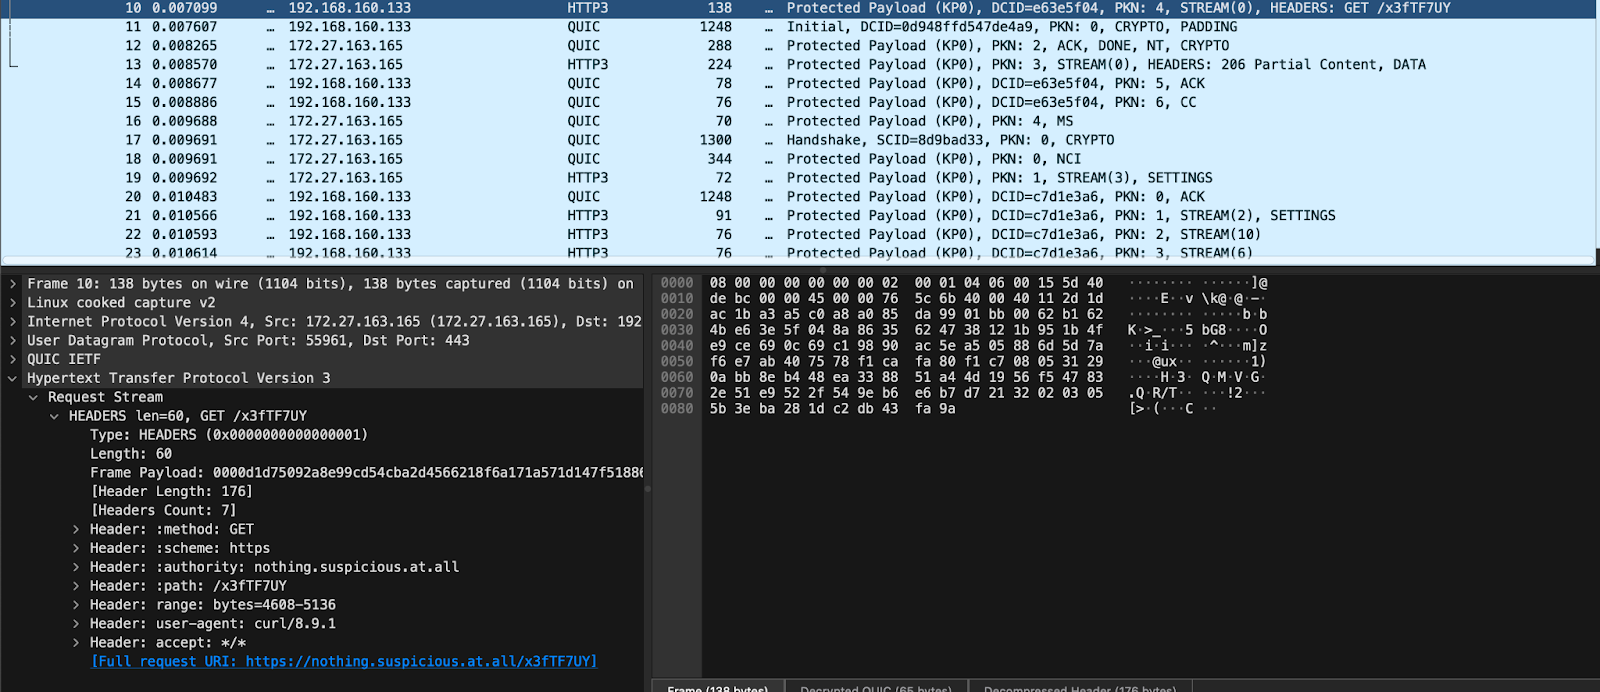 10 0.007099 … 192.168.160.133 HTTP3 138 … Protected Payload (KP0), DCID=e63e5f04, PKN: 4, STREAM(0), HEADERS: GET /x3fTF7UY
11 0.007607 … 192.168.160.133 QUIC 1248 … Initial, DCID=0d948ffd547de4a9, PKN: 0, CRYPTO, PADDING
12 0.008265 … 172.27.163.165 QUIC 288 … Protected Payload (KP0), PKN: 2, ACK, DONE, NT, CRYPTO
13 0.008570 … 172.27.163.165 HTTP3 224 … Protected Payload (KP0), PKN: 3, STREAM(0), HEADERS: 206 Partial Content, DATA
14 0.008677 … 192.168.160.133 QUIC 78 … Protected Payload (KP0), DCID=e63e5f04, PKN: 5, ACK
15 0.008886 … 192.168.160.133 QUIC 76 … Protected Payload (KP0), DCID=e63e5f04, PKN: 6, CC
16 0.009688 … 172.27.163.165 QUIC 70 … Protected Payload (KP0), PKN: 4, MS
17 0.009691 … 172.27.163.165 QUIC 1300 … Handshake, SCID=8d9bad33, PKN: 0, CRYPTO
18 0.009691 … 172.27.163.165 QUIC 344 … Protected Payload (KP0), PKN: 0, NCI
19 0.009692 … 172.27.163.165 HTTP3 72 … Protected Payload (KP0), PKN: 1, STREAM(3), SETTINGS
20 0.010483 … 192.168.160.133 QUIC 1248 … Protected Payload (KP0), DCID=c7d1e3a6, PKN: 0, ACK
21 0.010566 … 192.168.160.133 HTTP3 91 … Protected Payload (KP0), DCID=c7d1e3a6, PKN: 1, STREAM(2), SETTINGS
22 0.010593 … 192.168.160.133 HTTP3 76 … Protected Payload (KP0), DCID=c7d1e3a6, PKN: 2, STREAM(10)
23 0.010614 … 192.168.160.133 HTTP3 76 … Protected Payload (KP0), DCID=c7d1e3a6, PKN: 3, STREAM(6)
Frame 10: 138 bytes on wire (1104 bits), 138 bytes captured (1104 bits) on
Linux cooked capture v2
Internet Protocol Version 4, Src: 172.27.163.165 (172.27.163.165), Dst: 192
User Datagram Protocol, Src Port: 55961, Dst Port: 443
QUIC IETF
Hypertext Transfer Protocol Version 3
Request Stream
HEADERS len=60, GET /x3fTF7UY
Type: HEADERS (0x0000000000000001)
Length: 60
Frame Payload: 0000d1d75092a8e99cd54cba2d4566218f6a171a571d147f51886
[Header Length: 176]
[Headers Count: 7]
Header: :method: GET
Header: :scheme: https
Header: :authority: nothing.suspicious.at.all
Header: :path: /x3fTF7UY
Header: range: bytes=4608-5136
Header: user-agent: curl/8.9.1
Header: accept: */*
[Full request URI: https://nothing.suspicious.at.all/x3fTF7UY]
0000 08 00 00 00 00 00 00 02 00 01 04 06 00 15 5d 40 ········ ······]@
0010 de bc 00 00 45 00 00 76 5c 6b 40 00 40 11 2d 1d ····E··v \k@·@·-·
0020 ac 1b a3 a5 c0 a8 a0 85 da 99 01 bb 00 62 b1 62 ········ ·····b·b
0030 4b e6 3e 5f 04 8a 86 35 62 47 38 12 1b 95 1b 4f K·>_···5 bG8····O
0040 e9 ce 69 0c 69 c1 98 90 ac 5e a5 05 88 6d 5d 7a ··i·i··· ·^···m]z
0050 f6 e7 ab 40 75 78 f1 ca fa 80 f1 c7 08 05 31 29 ···@ux·· ······1)
0060 0a bb 8e b4 48 ea 33 88 51 a4 4d 19 56 f5 47 83 ····H·3· Q·M·V·G·
0070 2e 51 e9 52 2f 54 9e b6 e6 b7 d7 21 32 02 03 05 .Q·R/T·· ···!2···
0080 5b 3e ba 28 1d c2 db 43 fa 9a [>·(···C ··
Frame (138 bytes) Decrypted QUIC (65 bytes) Decompressed Header (176 bytes)